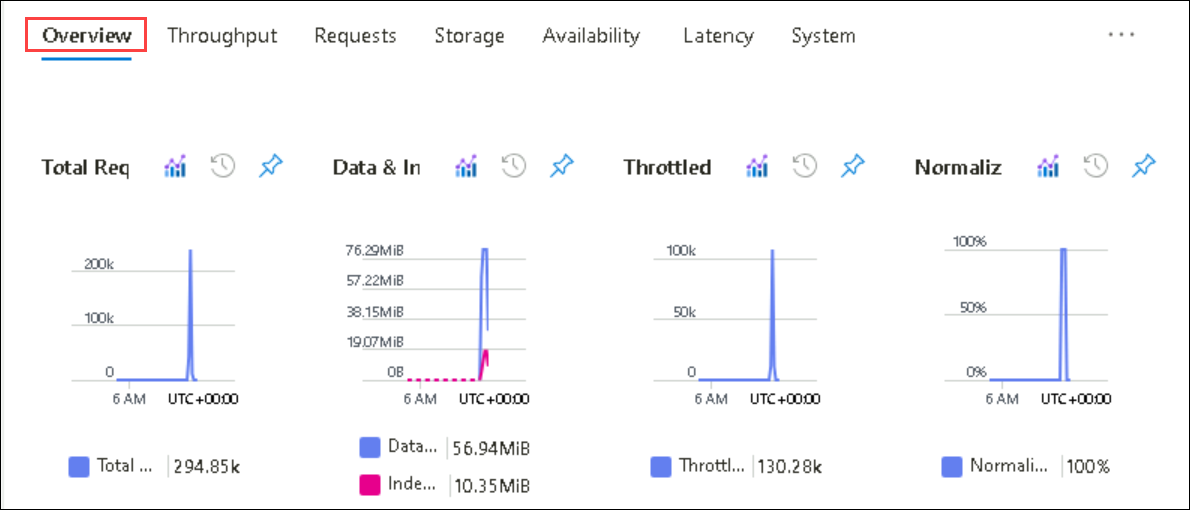 Overview Throughput Requests Storage Availability Latency System ...
Total Req Data & In Throttled Normaliz
200k
100k
0
6 AM UTC+00:00
Total ... 294.85k
76.29MiB
57.22MiB
38.15MiB
19.07MiB
0B
6 AM UTC+00:00
Data... 56.94MiB
Inde... 10.35MiB
100k
50k
0
6 AM UTC+00:00
Throttl... 130.28k
100%
50%
0%
6 AM UTC+00:00
Normali... 100%